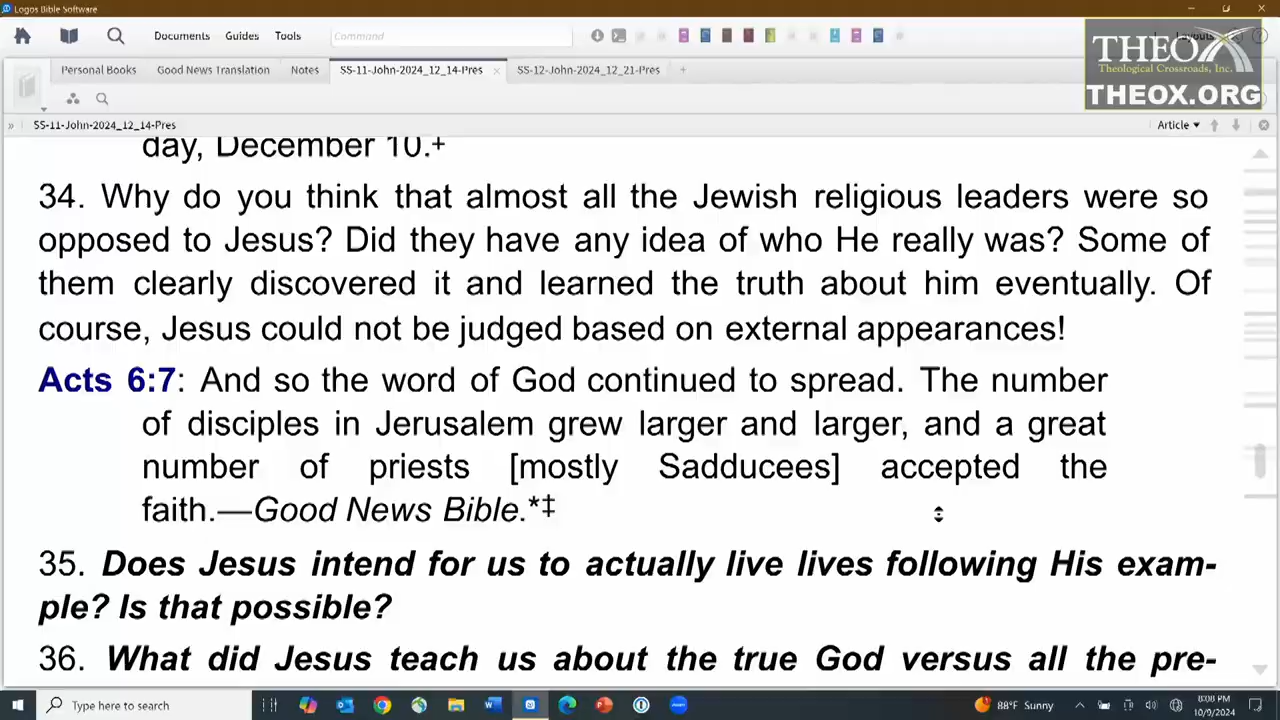 Logos Bible Software
Documents Guides Tools Command Layouts
THEOX
Theological Crossroads, Inc.
THEOX.ORG
Personal Books Good News Translation Notes SS-11-John-2024_12_14-Pres SS-12-John-2024_12_21-Pres
SS-11-John-2024_12_14-Pres Article
day, December 10.+
34. Why do you think that almost all the Jewish religious leaders were so
opposed to Jesus? Did they have any idea of who He really was? Some of
them clearly discovered it and learned the truth about him eventually. Of
course, Jesus could not be judged based on external appearances!
Acts 6:7: And so the word of God continued to spread. The number
of disciples in Jerusalem grew larger and larger, and a great
number of priests [mostly Sadducees] accepted the
faith.—Good News Bible.*‡
35. Does Jesus intend for us to actually live lives following His exam-
ple? Is that possible?
36. What did Jesus teach us about the true God versus all the pre-
Type here to search
88°F Sunny
8:08 PM
10/9/2024